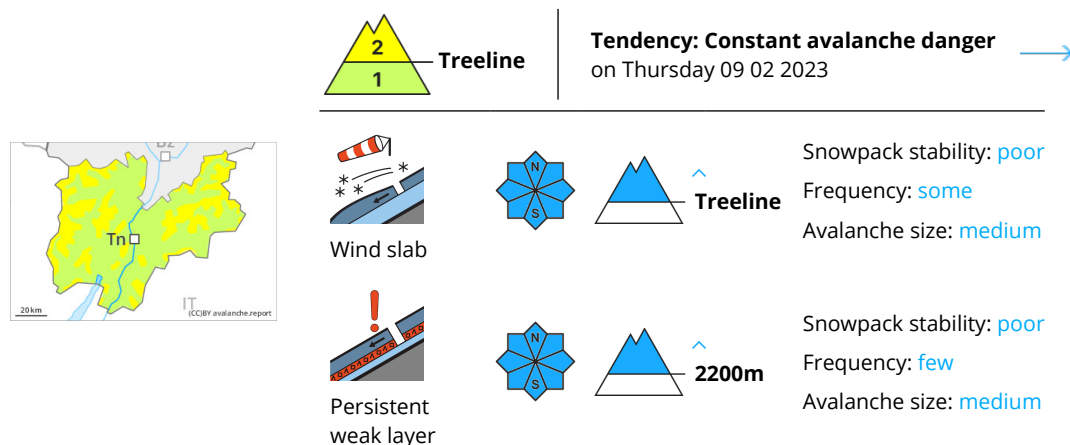 2
1
Treeline
Tendency: Constant avalanche danger
on Thursday 09 02 2023
Bz
Tn
IT
20 km
(CC)BY avalanche.report
Wind slab
N
S
Treeline
Snowpack stability: poor
Frequency: some
Avalanche size: medium
Persistent
weak layer
N
S
2200m
Snowpack stability: poor
Frequency: few
Avalanche size: medium